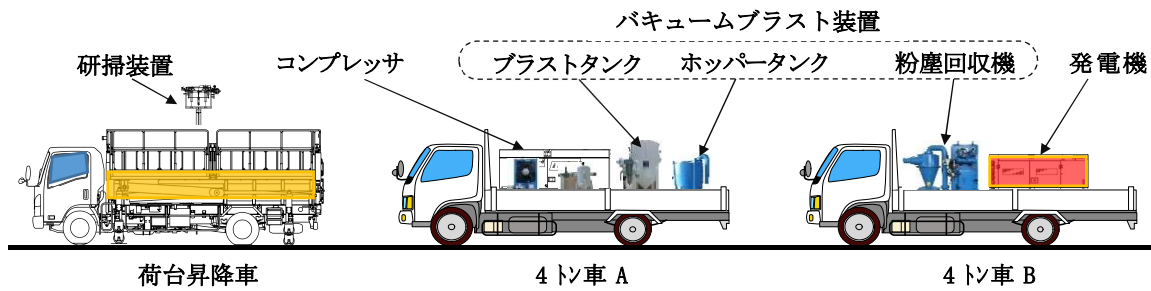 バキュームブラスト装置
研掃装置
コンプレッサ
ブラストタンク
ホッパータンク
粉塵回収機
発電機
荷台昇降車
4トン車 A
4トン車 B